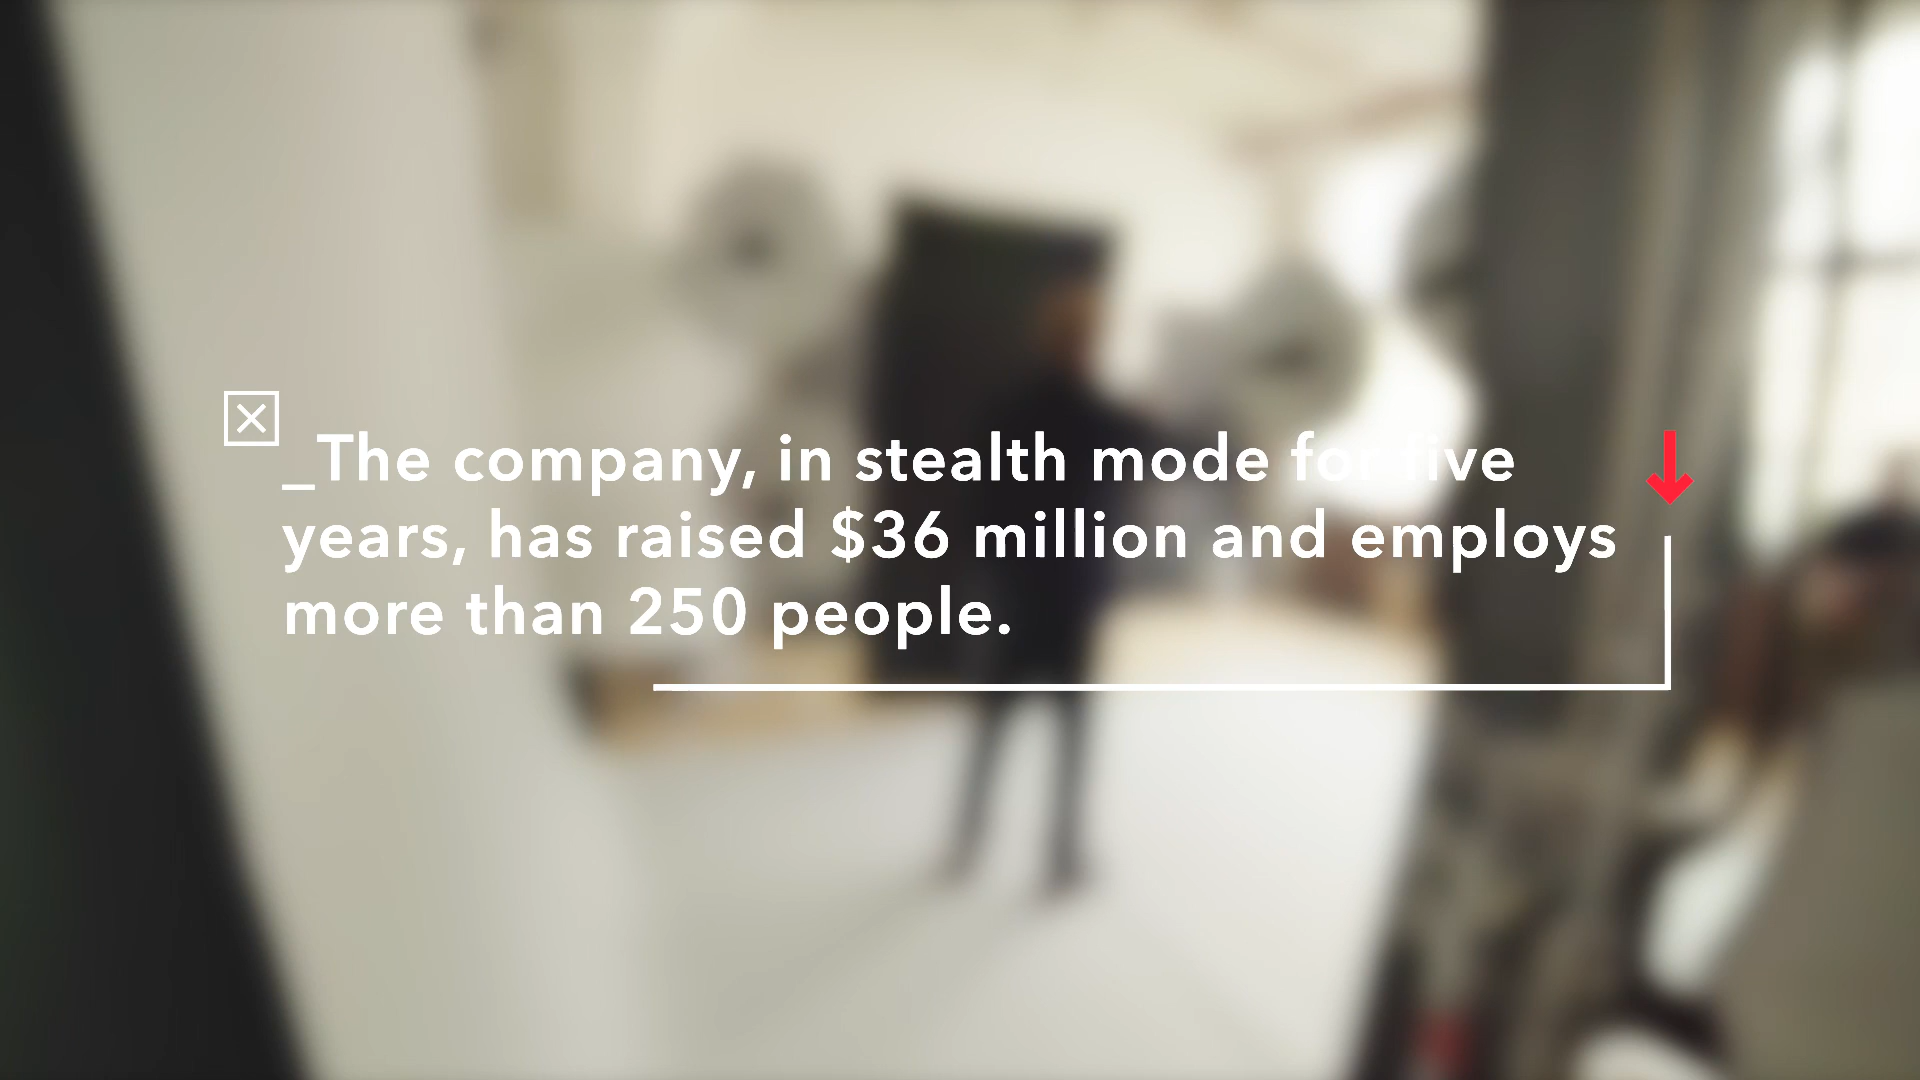 _The company, in stealth mode for five
years, has raised $36 million and employs
more than 250 people.